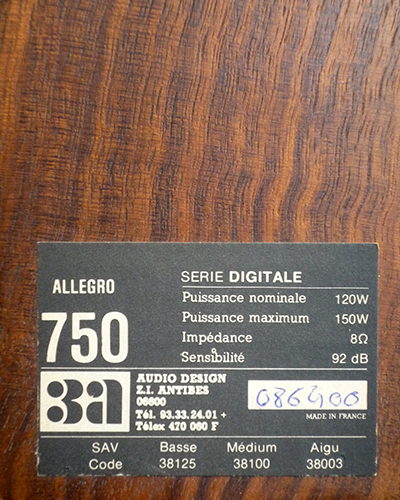 ALLEGRO
750
SERIE DIGITALE
Puissance nominale 120W
Puissance maximum 150W
Impédance 8Ω
Sensibilité 92 dB
3a
AUDIO DESIGN
Z.I. ANTIBES
06600
Tél. 93.33.24.01 +
Télex 470 060 F
086400
MADE IN FRANCE
SAV Basse Médium Aigu
Code 38125 38100 38003